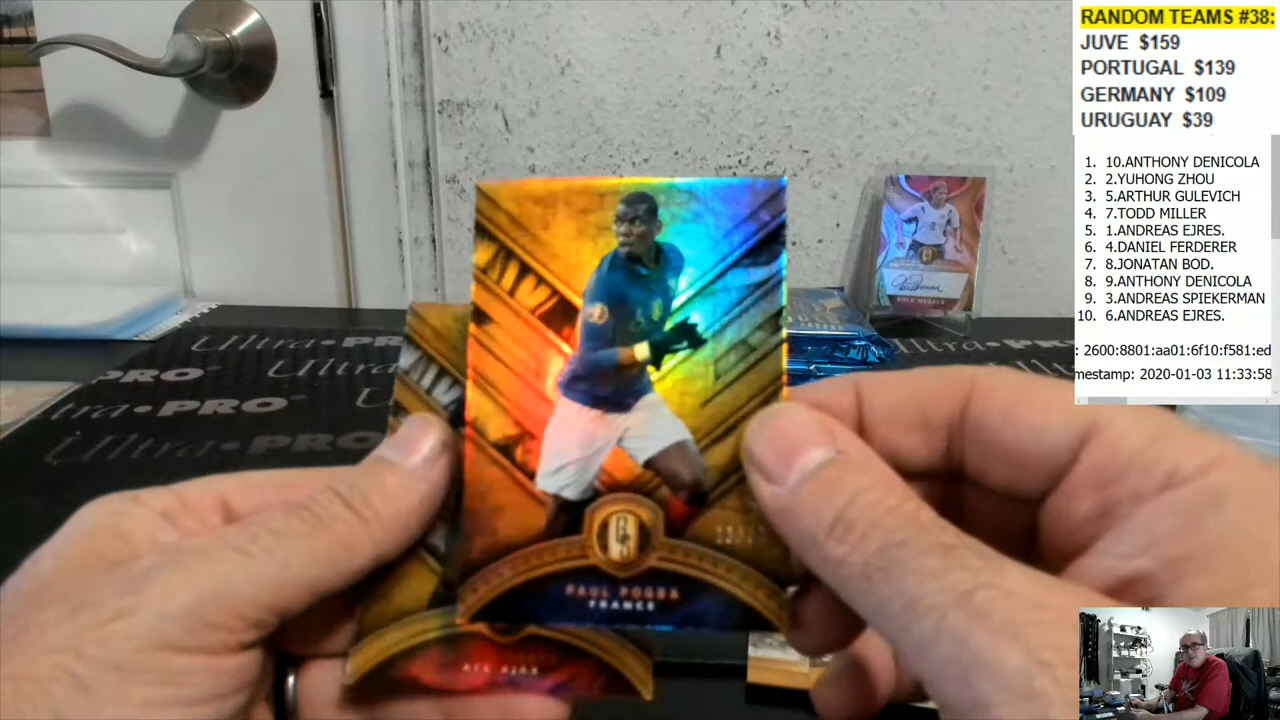 RANDOM TEAMS #38:
JUVE $159
PORTUGAL $139
GERMANY $109
URUGUAY $39
1. 10.ANTHONY DENICOLA
2. 2.YUHONG ZHOU
3. 5.ARTHUR GULEVICH
4. 7.TODD MILLER
5. 1.ANDREAS EJRES.
6. 4.DANIEL FERDERER
7. 8.JONATAN BOD.
8. 9.ANTHONY DENICOLA
9. 3.ANDREAS SPIEKERMAN
10. 6.ANDREAS EJRES.
: 2600:8801:aa01:6f10:f581:ed
mestamp: 2020-01-03 11:33:58
Ultra PRO
Ultra PRO
Ultra PRO
GOLD MEDALS
PAUL POGBA
FRANCE
AFC AJAX